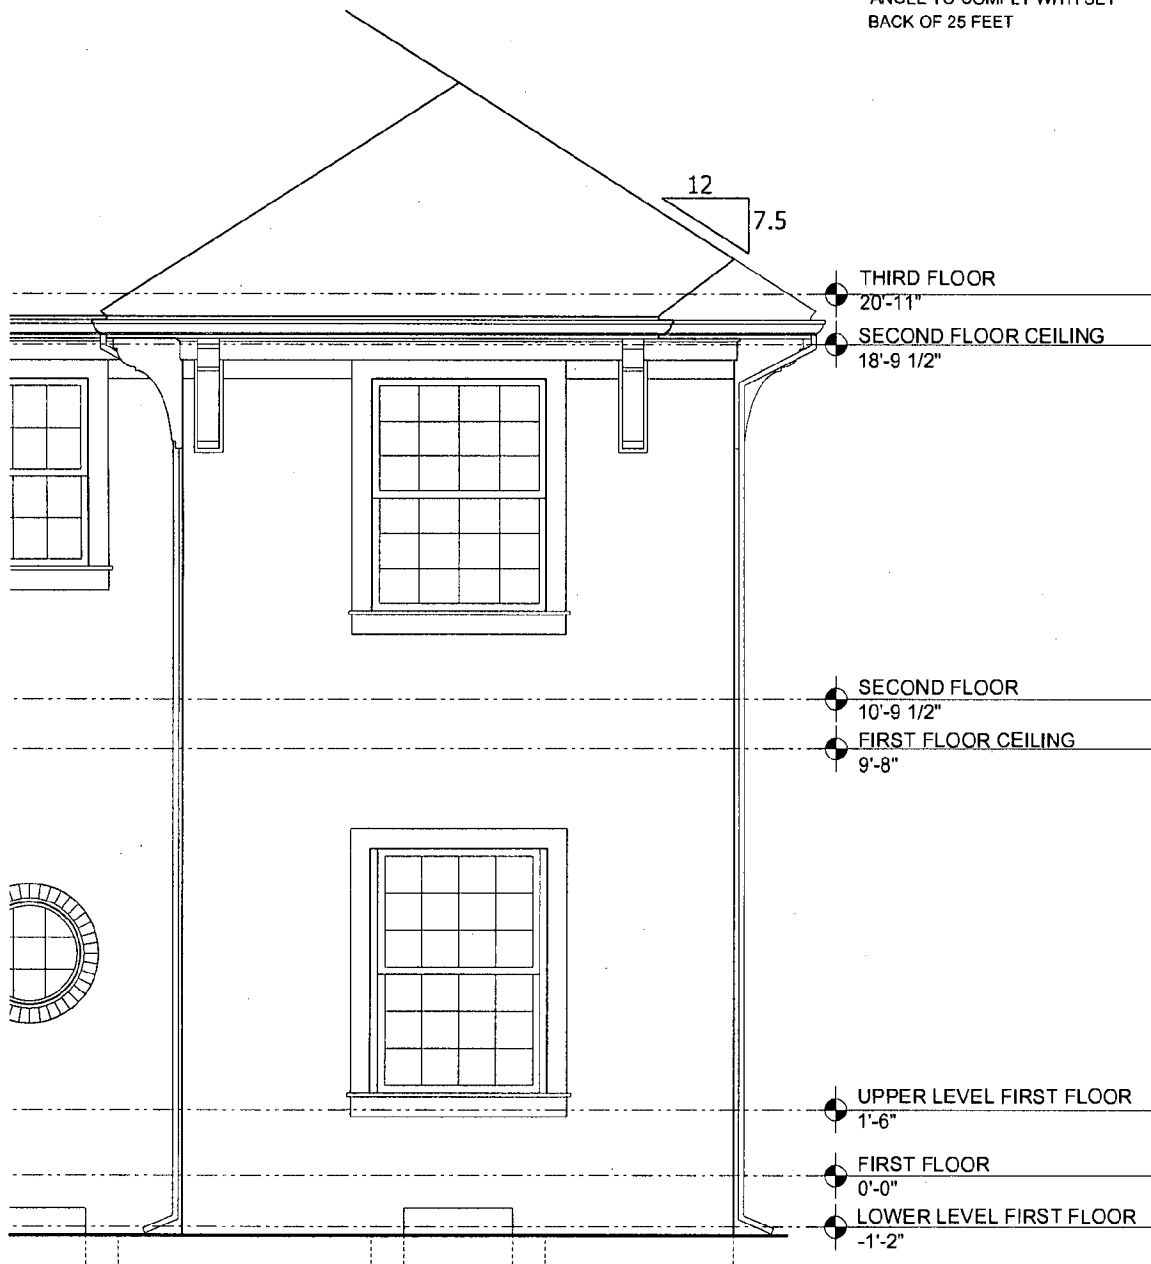 BACK OF 25 FEET
12
7.5
THIRD FLOOR
20'-11"
SECOND FLOOR CEILING
18'-9 1/2"
SECOND FLOOR
10'-9 1/2"
FIRST FLOOR CEILING
9'-8"
UPPER LEVEL FIRST FLOOR
1'-6"
FIRST FLOOR
0'-0"
LOWER LEVEL FIRST FLOOR
-1'-2"